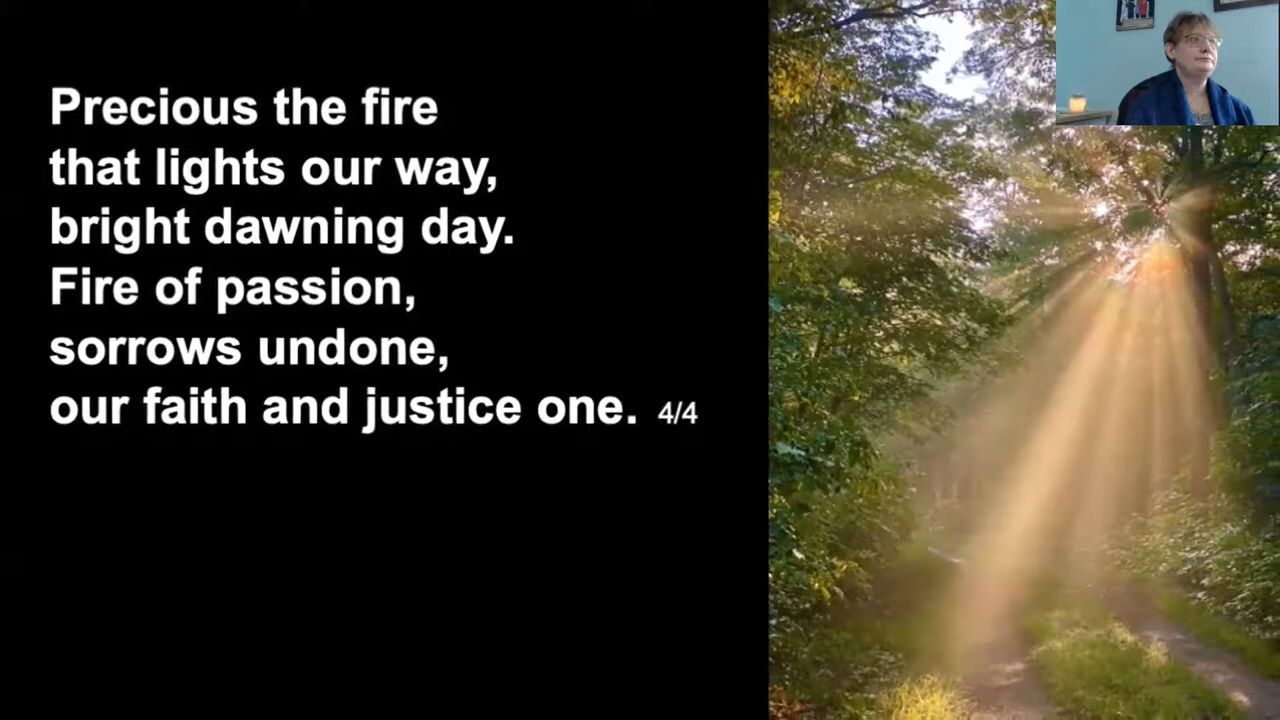 Precious the fire
that lights our way,
bright dawning day.
Fire of passion,
sorrows undone,
our faith and justice one. 4/4